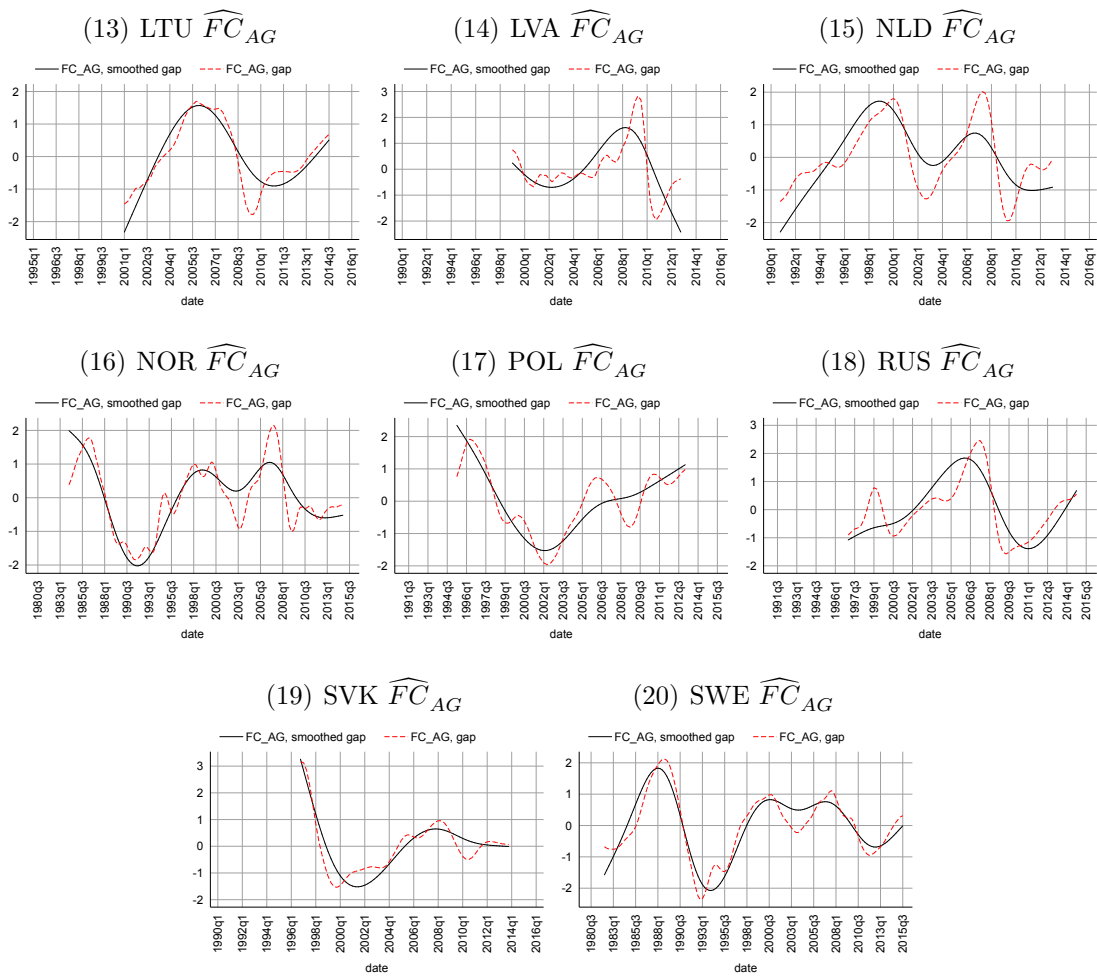 (13) LTU FC_AG (14) LVA FC_AG (15) NLD FC_AG
FC_AG, smoothed gap FC_AG, gap FC_AG, smoothed gap FC_AG, gap FC_AG, smoothed gap FC_AG, gap
2 1 0 -1 -2
1995q1 1996q3 1998q1 1999q3 2001q1 2002q3 2004q1 2005q3 2007q1 2008q3 2010q1 2011q3 2013q1 2014q3 2016q1
date
3 2 1 0 -1 -2
1990q1 1992q1 1994q1 1996q1 1998q1 2000q1 2002q1 2004q1 2006q1 2008q1 2010q1 2012q1 2014q1 2016q1
date
2 1 0 -1 -2
1990q1 1992q1 1994q1 1996q1 1998q1 2000q1 2002q1 2004q1 2006q1 2008q1 2010q1 2012q1 2014q1 2016q1
date
(16) NOR FC_AG (17) POL FC_AG (18) RUS FC_AG
FC_AG, smoothed gap FC_AG, gap FC_AG, smoothed gap FC_AG, gap FC_AG, smoothed gap FC_AG, gap
2 1 0 -1 -2
1980q3 1983q1 1985q3 1988q1 1990q3 1993q1 1995q3 1998q1 2000q3 2003q1 2005q3 2008q1 2010q3 2013q1 2015q3
date
2 1 0 -1 -2
1991q3 1993q1 1994q3 1996q1 1997q3 1999q1 2000q3 2002q1 2003q3 2005q1 2006q3 2008q1 2009q3 2011q1 2012q3 2014q1 2015q3
date
3 2 1 0 -1 -2
1991q3 1993q1 1994q3 1996q1 1997q3 1999q1 2000q3 2002q1 2003q3 2005q1 2006q3 2008q1 2009q3 2011q1 2012q3 2014q1 2015q3
date
(19) SVK FC_AG (20) SWE FC_AG
FC_AG, smoothed gap FC_AG, gap FC_AG, smoothed gap FC_AG, gap
3 2 1 0 -1 -2
1990q1 1992q1 1994q1 1996q1 1998q1 2000q1 2002q1 2004q1 2006q1 2008q1 2010q1 2012q1 2014q1 2016q1
date
2 1 0 -1 -2
1980q3 1983q1 1985q3 1988q1 1990q3 1993q1 1995q3 1998q1 2000q3 2003q1 2005q3 2008q1 2010q3 2013q1 2015q3
date